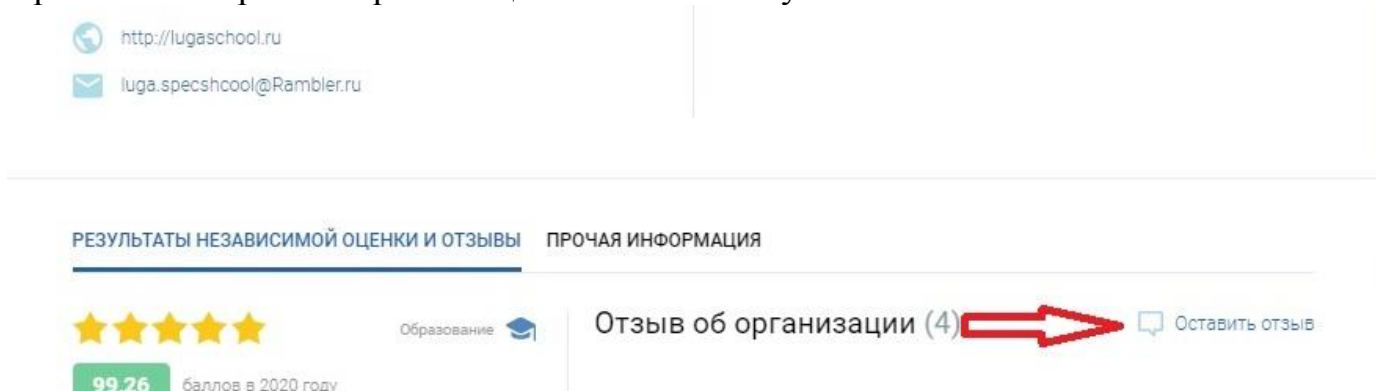 http://lugaschool.ru
luga.specshcool@Rambler.ru
РЕЗУЛЬТАТЫ НЕЗАВИСИМОЙ ОЦЕНКИ И ОТЗЫВЫ ПРОЧАЯ ИНФОРМАЦИЯ
Образование
Отзыв об организации (4)
Оставить отзыв
99.26 баллов в 2020 году